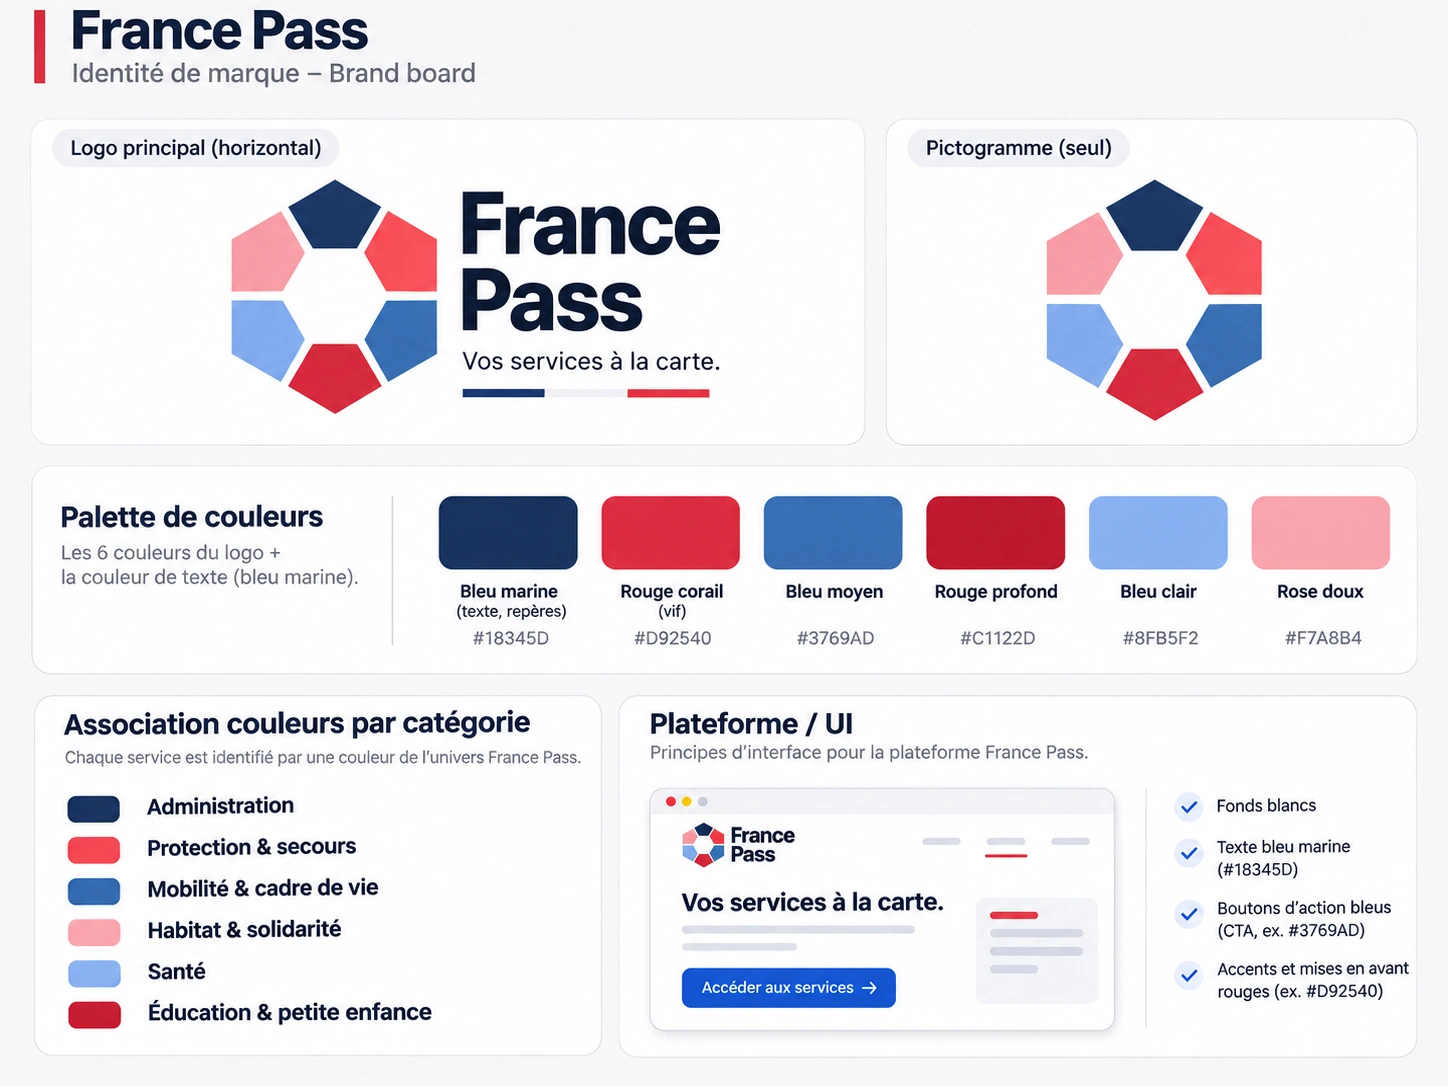 France Pass
Identité de marque – Brand board
Logo principal (horizontal)
France
Pass
Vos services à la carte.
Pictogramme (seul)
Palette de couleurs
Les 6 couleurs du logo +
la couleur de texte (bleu marine).
Bleu marine
(texte, repères)
#18345D
Rouge corail
(vif)
#D92540
Bleu moyen
#3769AD
Rouge profond
#C1122D
Bleu clair
#8FB5F2
Rose doux
#F7A8B4
Association couleurs par catégorie
Chaque service est identifié par une couleur de l'univers France Pass.
Administration
Protection & secours
Mobilité & cadre de vie
Habitat & solidarité
Santé
Éducation & petite enfance
Plateforme / UI
Principes d'interface pour la plateforme France Pass.
France
Pass
Vos services à la carte.
Accéder aux services →
Fonds blancs
Texte bleu marine
(#18345D)
Boutons d'action bleus
(CTA, ex. #3769AD)
Accents et mises en avant
rouges (ex. #D92540)